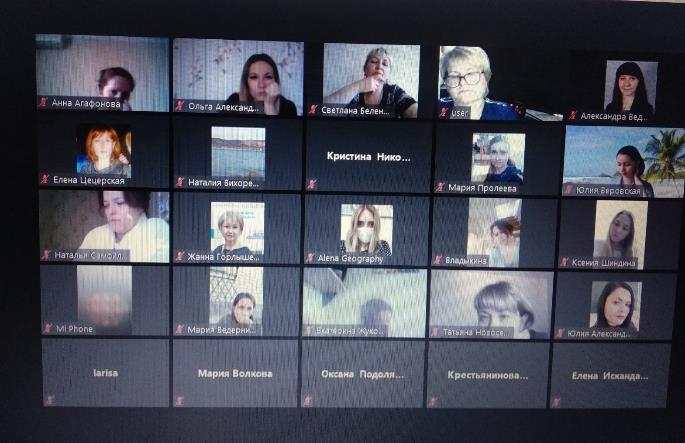 Анна Агафонова
Ольга Александ...
Светлана Белен...
user
Александра Вед...
Елена Цецерская
Наталия Вихоре...
Кристина Нико...
Мария Пролеева
Юлия Вировская
Наталья Самойл...
Жанна Горлыше...
Alena Geography
Владыкина
Ксения Шиндина
Mi Phone
Мария Ведерни...
Екатерина Жуко...
Татьяна Новосе...
Юлия Александ...
larisa
Мария Волкова
Оксана Подоля...
Крестьянинова...
Елена Исканда...